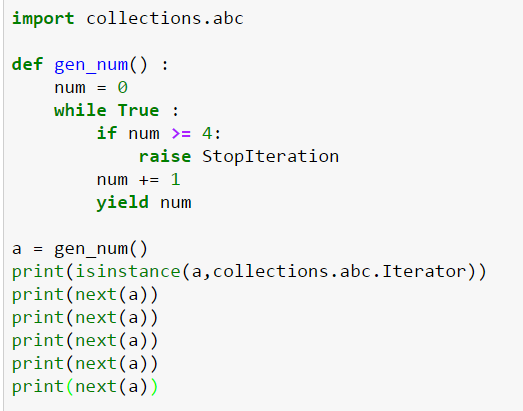 import collections.abc

def gen_num() :
    num = 0
    while True :
        if num >= 4:
            raise StopIteration
        num += 1
        yield num

a = gen_num()
print(isinstance(a,collections.abc.Iterator))
print(next(a))
print(next(a))
print(next(a))
print(next(a))
print(next(a))